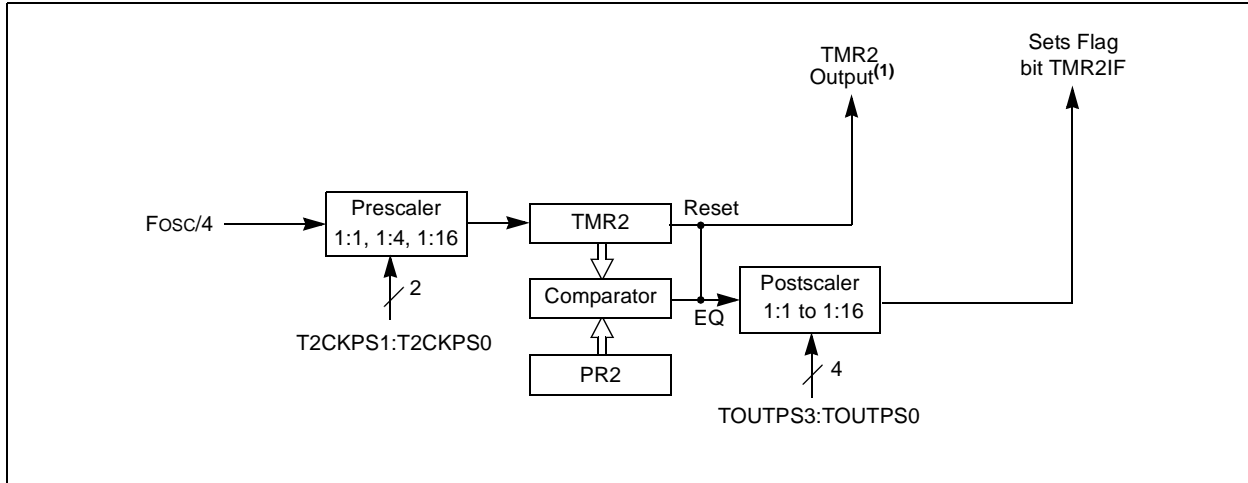 TMR2
Output(1)
Sets Flag
bit TMR2IF
FOSC/4
Prescaler
1:1, 1:4, 1:16
2
T2CKPS1:T2CKPS0
TMR2
Reset
Comparator
EQ
PR2
Postscaler
1:1 to 1:16
4
TOUTPS3:TOUTPS0